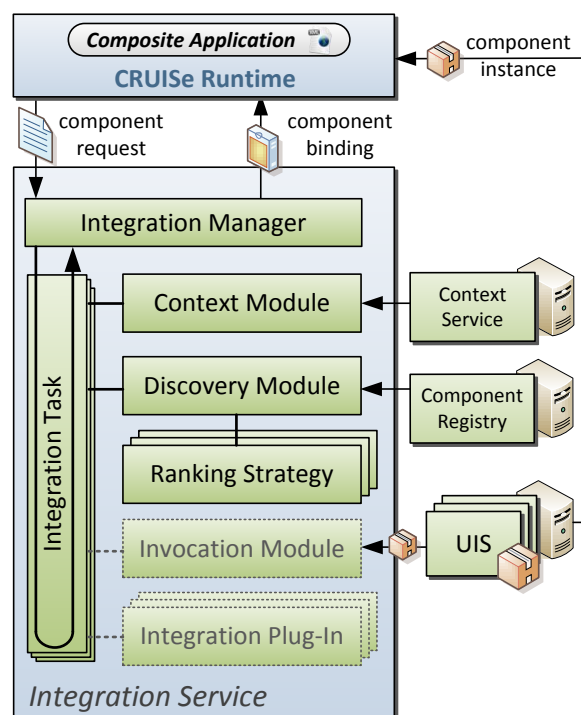 Composite Application
CRUISe Runtime
component
instance
component
request
component
binding
Integration Manager
Context Module
Context
Service
Discovery Module
Component
Registry
Integration Task
Ranking Strategy
Invocation Module
UIS
Integration Plug-In
Integration Service